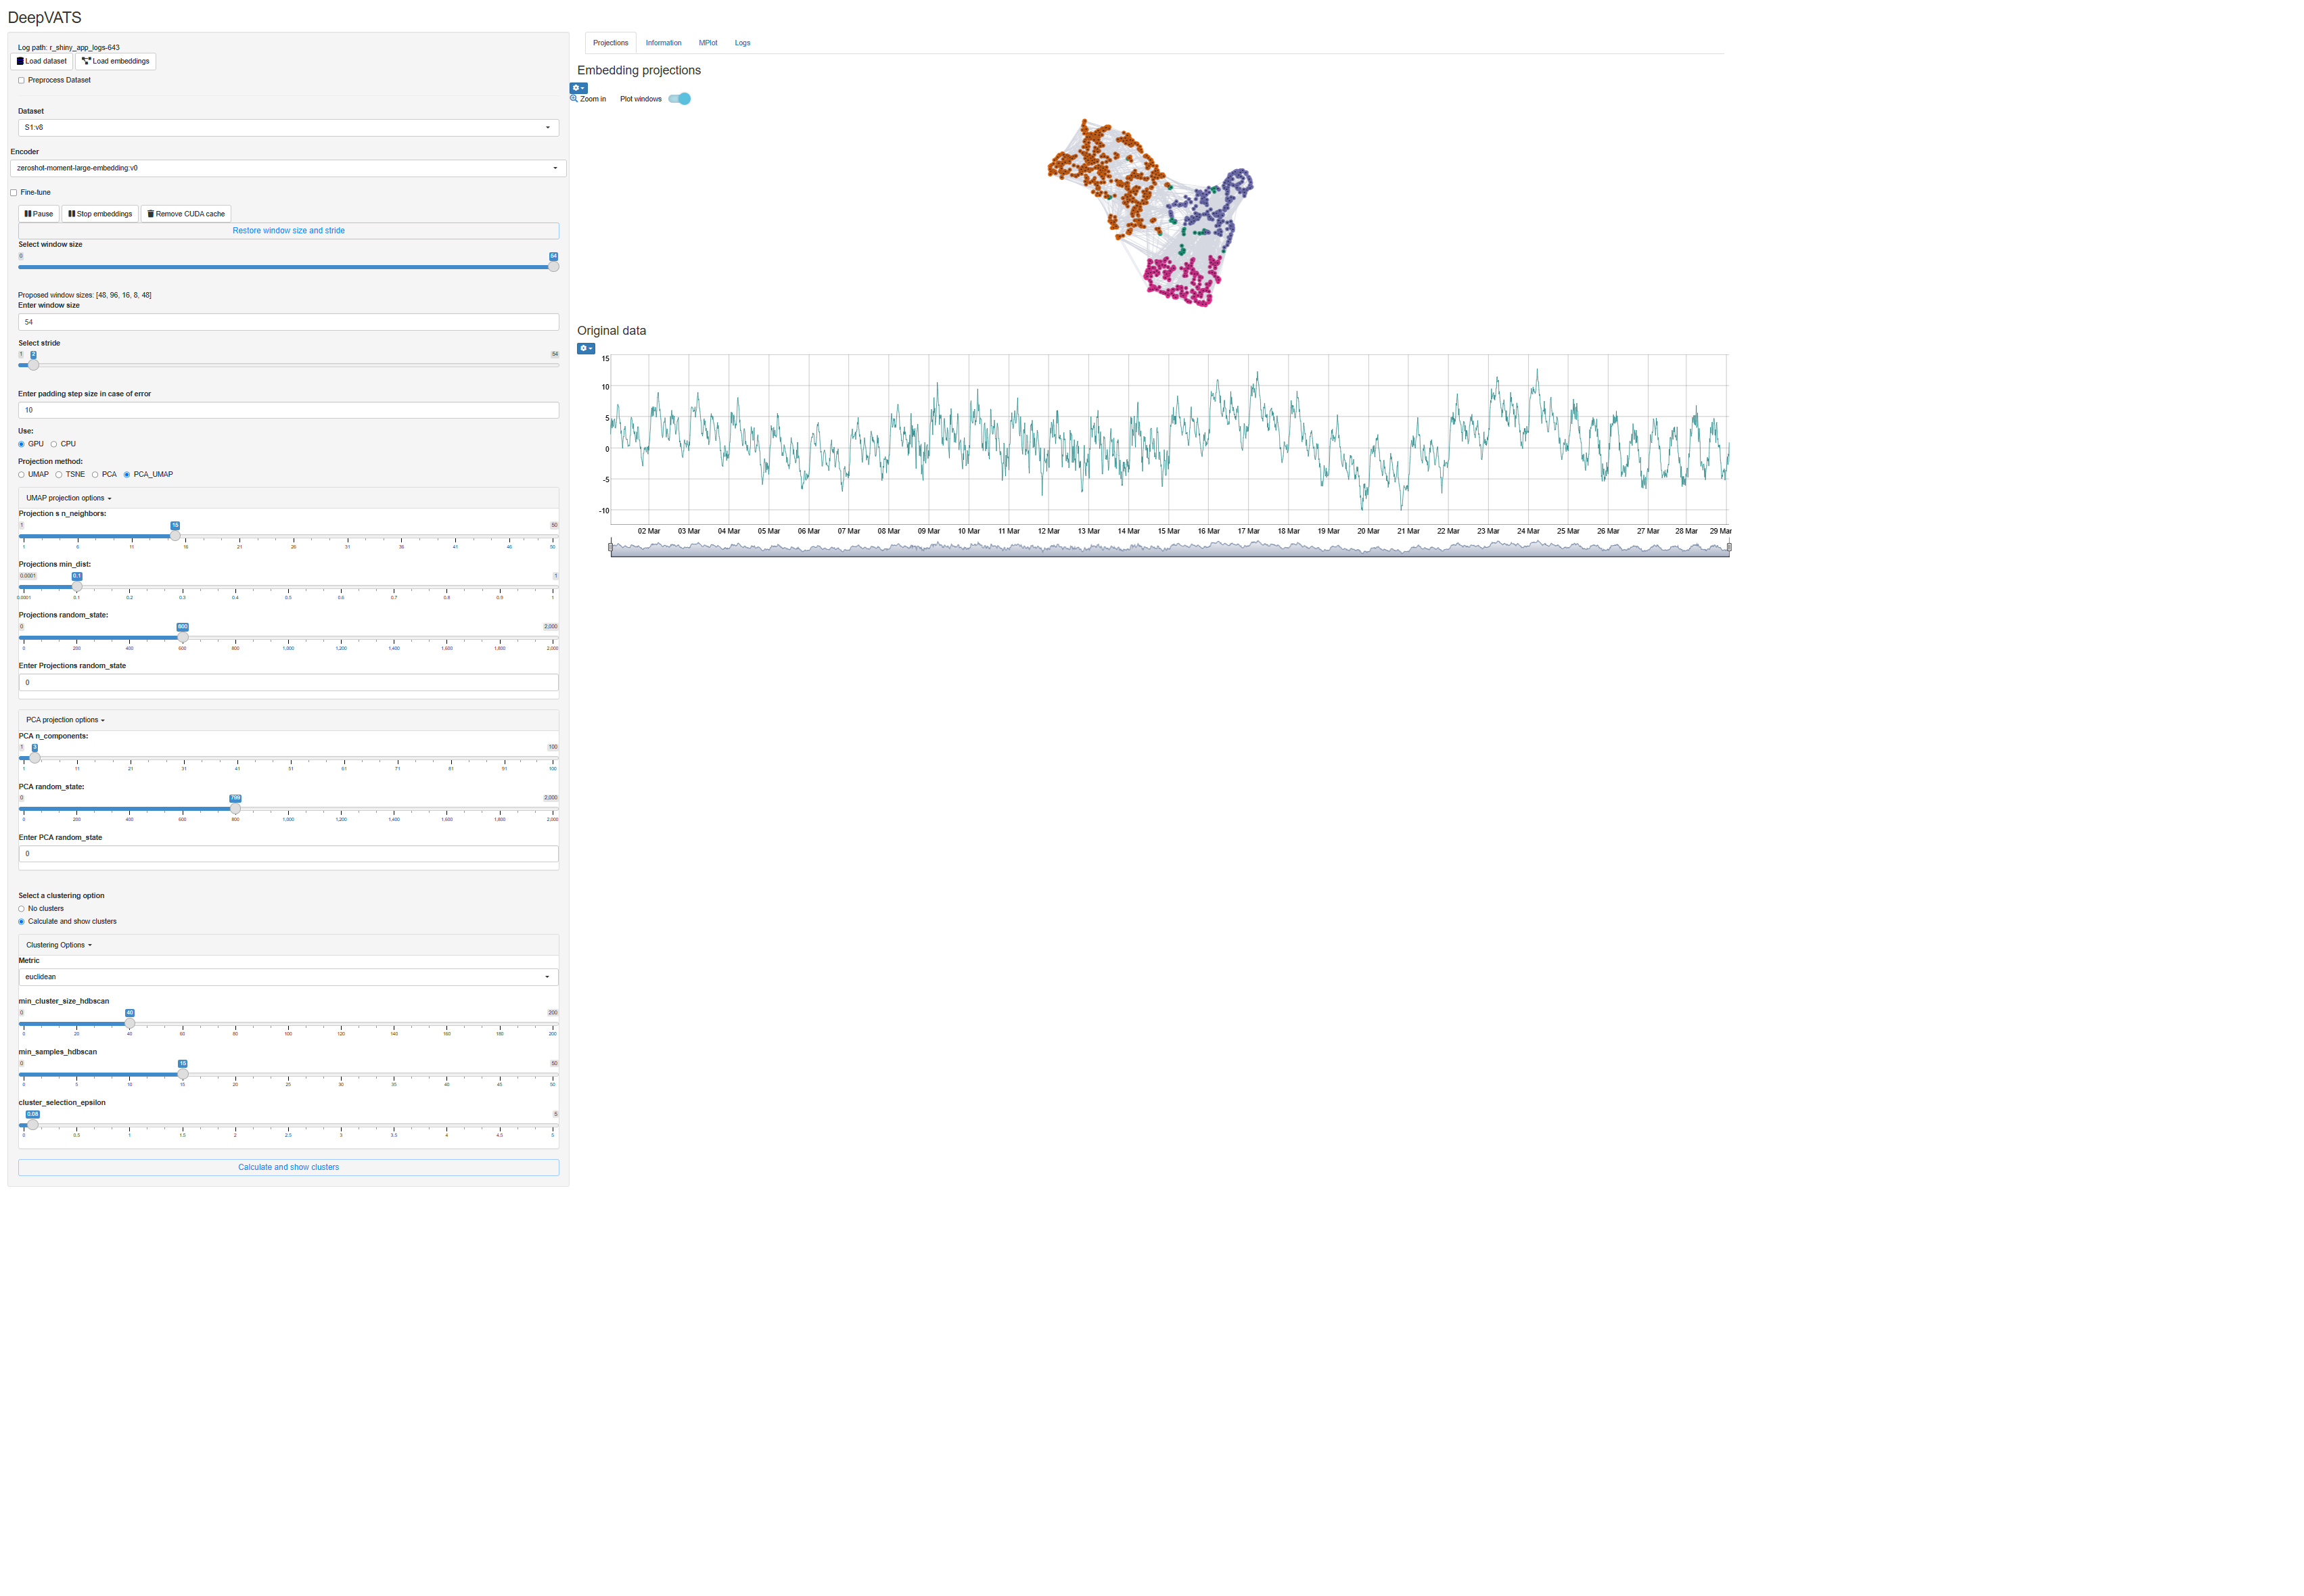 DeepVATS
Log path: r_shiny_app_logs-643
Load dataset Load embeddings
Preprocess Dataset
Dataset
S1:v8
Encoder
zeroshot-moment-large-embedding:v0
Fine-tune
Pause Stop embeddings Remove CUDA cache
Restore window size and stride
Select window size
54
Proposed window sizes: [48, 96, 16, 8, 48]
Enter window size
54
Select stride
1 54
Enter padding step size in case of error
10
Use:
GPU CPU
Projection method:
UMAP TSNE PCA PCA_UMAP
UMAP projection options
Projection s n_neighbors:
1 15 50
1 6 11 16 21 26 31 36 41 46 50
Projections min_dist:
0.0001 0.1 1
0.0001 0.1 0.2 0.3 0.4 0.5 0.6 0.7 0.8 0.9 1
Projections random_state:
0 600 2,000
0 200 400 600 800 1,000 1,200 1,400 1,600 1,800 2,000
Enter Projections random_state
0
PCA projection options
PCA n_components:
1 3 100
1 11 21 31 41 51 61 71 81 91 100
PCA random_state:
0 2,000
0 200 400 600 800 1,000 1,200 1,400 1,600 1,800 2,000
Enter PCA random_state
0
Select a clustering option
No clusters
Calculate and show clusters
Clustering Options
Metric
euclidean
min_cluster_size_hdbscan
0 40 200
0 20 40 60 80 100 120 140 160 180 200
min_samples_hdbscan
0 15 50
0 5 10 15 20 25 30 35 40 45 50
cluster_selection_epsilon
0.08 5
0 0.5 1 1.5 2 2.5 3 3.5 4 4.5 5
Calculate and show clusters
Projections Information MPlot Logs
Embedding projections
Zoom in Plot windows
Original data
15
10
5
0
-5
-10
02 Mar 03 Mar 04 Mar 05 Mar 06 Mar 07 Mar 08 Mar 09 Mar 10 Mar 11 Mar 12 Mar 13 Mar 14 Mar 15 Mar 16 Mar 17 Mar 18 Mar 19 Mar 20 Mar 21 Mar 22 Mar 23 Mar 24 Mar 25 Mar 26 Mar 27 Mar 28 Mar 29 Mar